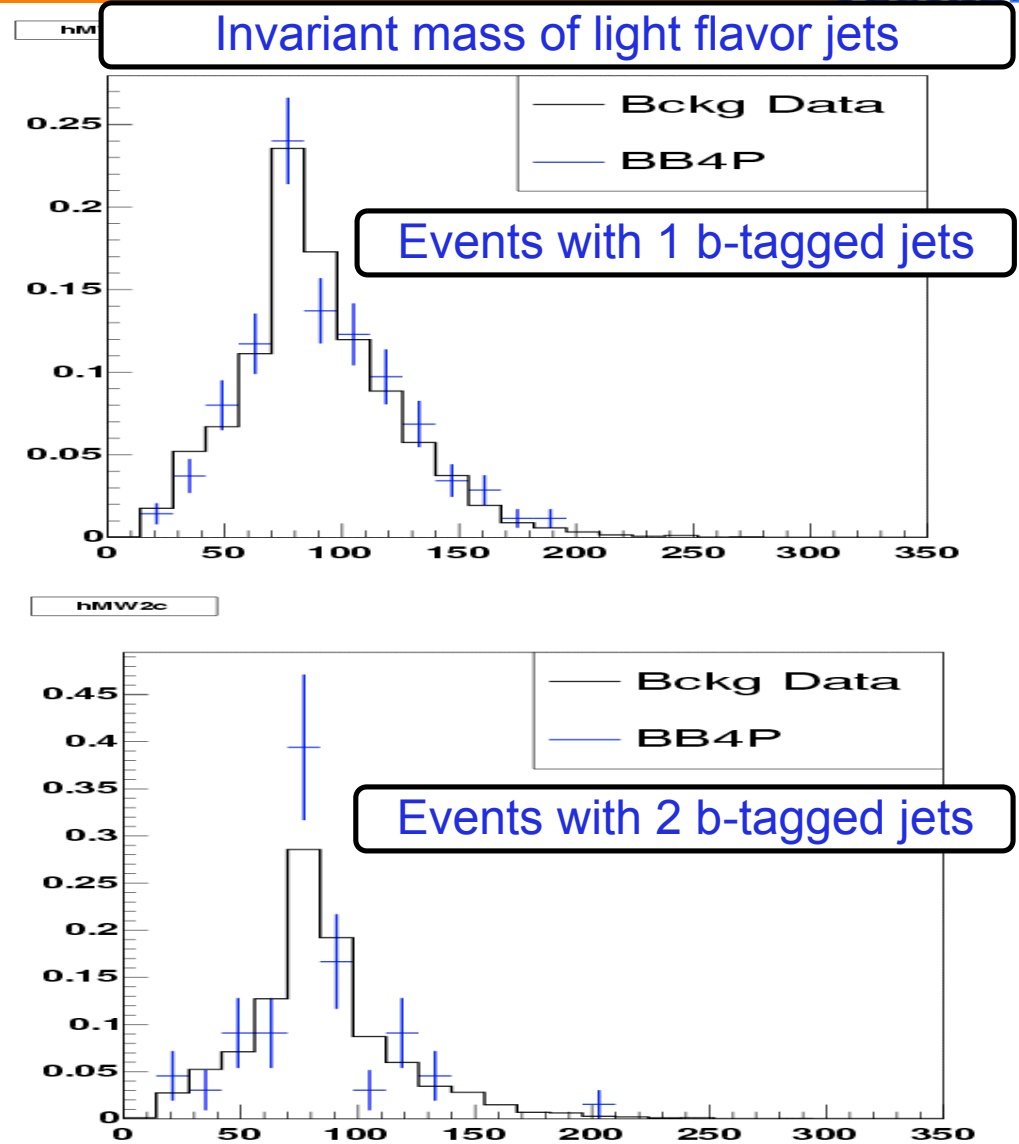 hM
Invariant mass of light flavor jets
Bckg Data
BB4P
Events with 1 b-tagged jets
0.25
0.2
0.15
0.1
0.05
0
0 50 100 150 200 250 300 350
hMW2c
Bckg Data
BB4P
Events with 2 b-tagged jets
0.45
0.4
0.35
0.3
0.25
0.2
0.15
0.1
0.05
0
0 50 100 150 200 250 300 350